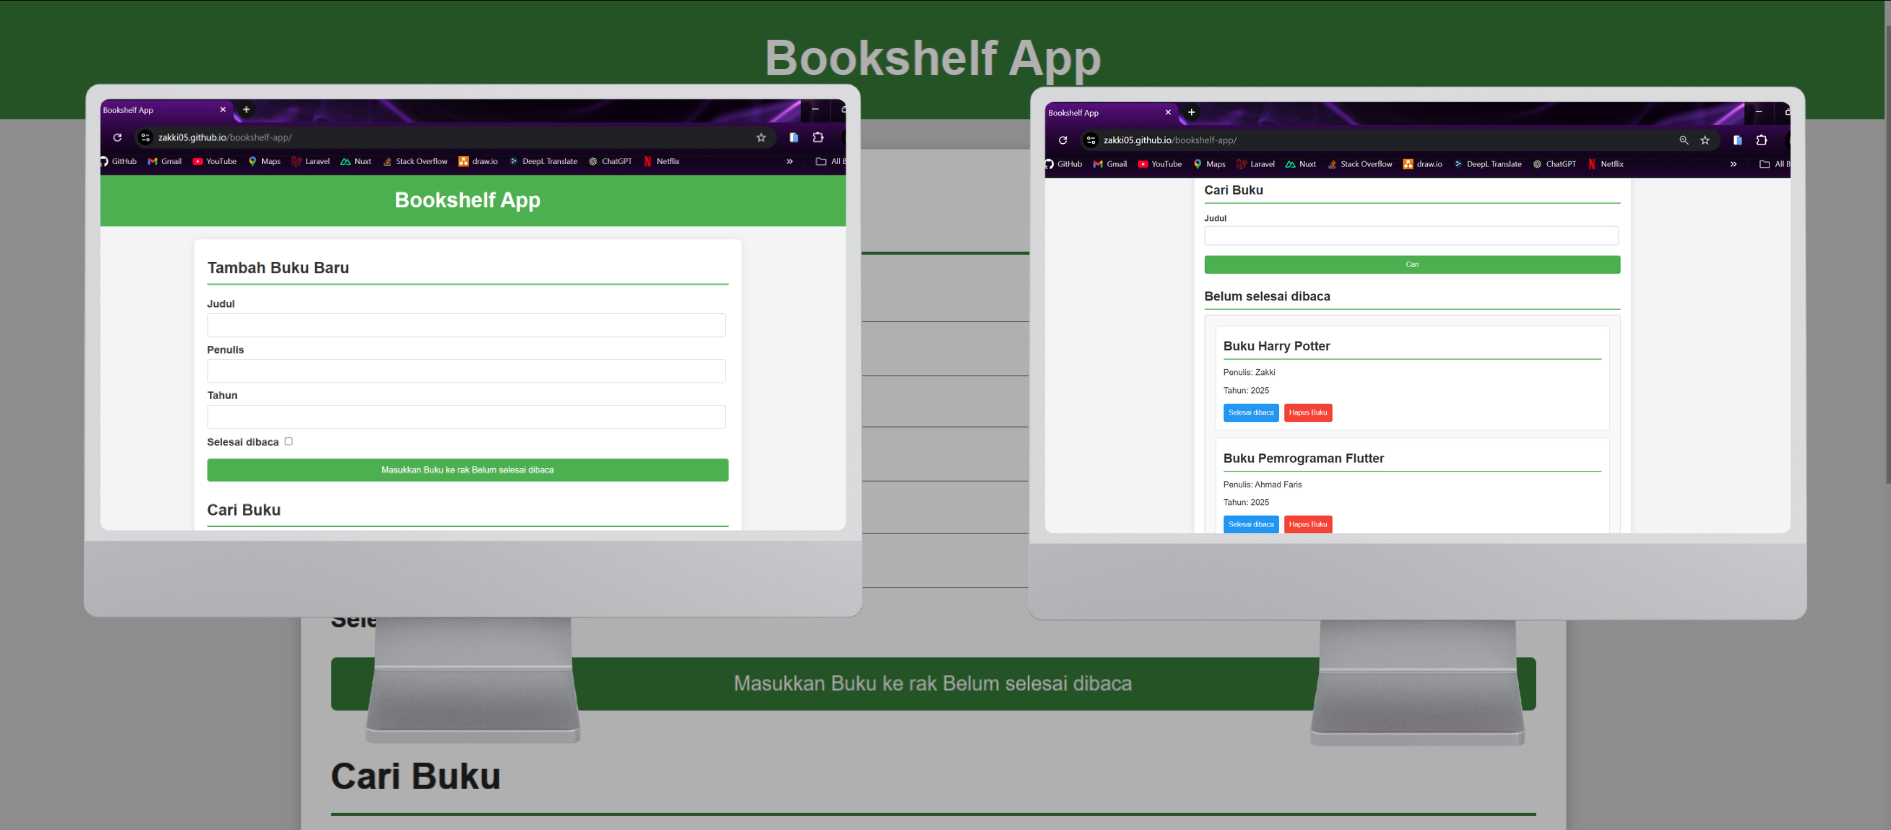 Bookshelf App
Bookshelf App
zakki05.github.io/bookshelf-app/
GitHub Gmail YouTube Maps Laravel Nuxt Stack Overflow draw.io DeepL Translate ChatGPT Netflix » All B
Bookshelf App
Tambah Buku Baru
Judul
Penulis
Tahun
Selesai dibaca
Masukkan Buku ke rak Belum selesai dibaca
Cari Buku
Bookshelf App
zakki05.github.io/bookshelf-app/
GitHub Gmail YouTube Maps Laravel Nuxt Stack Overflow draw.io DeepL Translate ChatGPT Netflix » All B
Cari Buku
Judul
Cari
Belum selesai dibaca
Buku Harry Potter
Penulis: Zakki
Tahun: 2025
Selesai dibaca Hapus Buku
Buku Pemrograman Flutter
Penulis: Ahmad Faris
Tahun: 2025
Selesai dibaca Hapus Buku
Sele
Masukkan Buku ke rak Belum selesai dibaca
Cari Buku